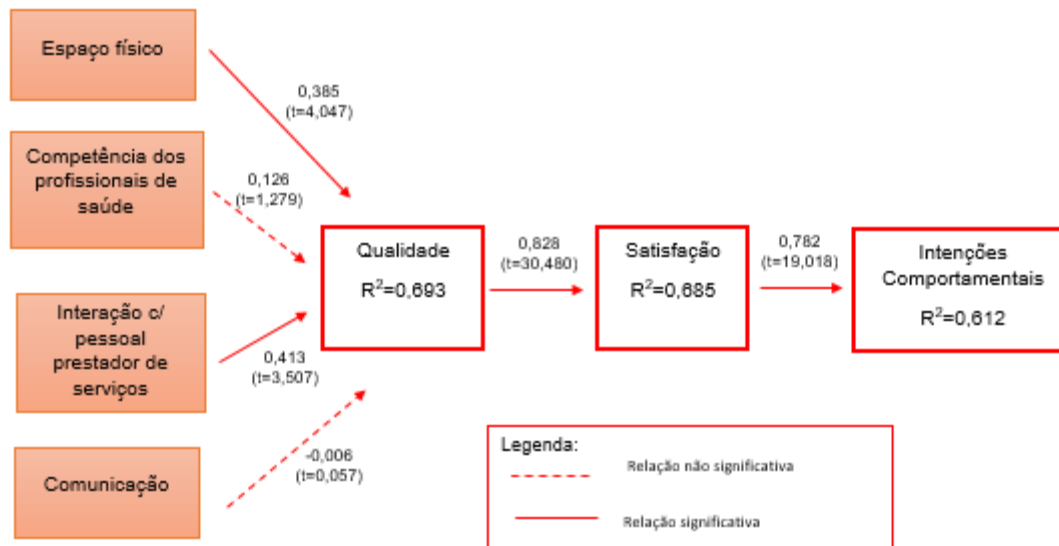 Espaço físico
0,385
(t=4,047)
Competência dos
profissionais de
saúde
0,126
(t=1,279)
Qualidade
R²=0,693
0,828
(t=30,480)
Satisfação
R²=0,685
0,782
(t=19,018)
Intenções
Comportamentais
R²=0,612
Interação c/
pessoal
prestador de
serviços
0,413
(t=3,507)
Comunicação
-0,006
(t=0,057)
Legenda:
Relação não significativa
Relação significativa